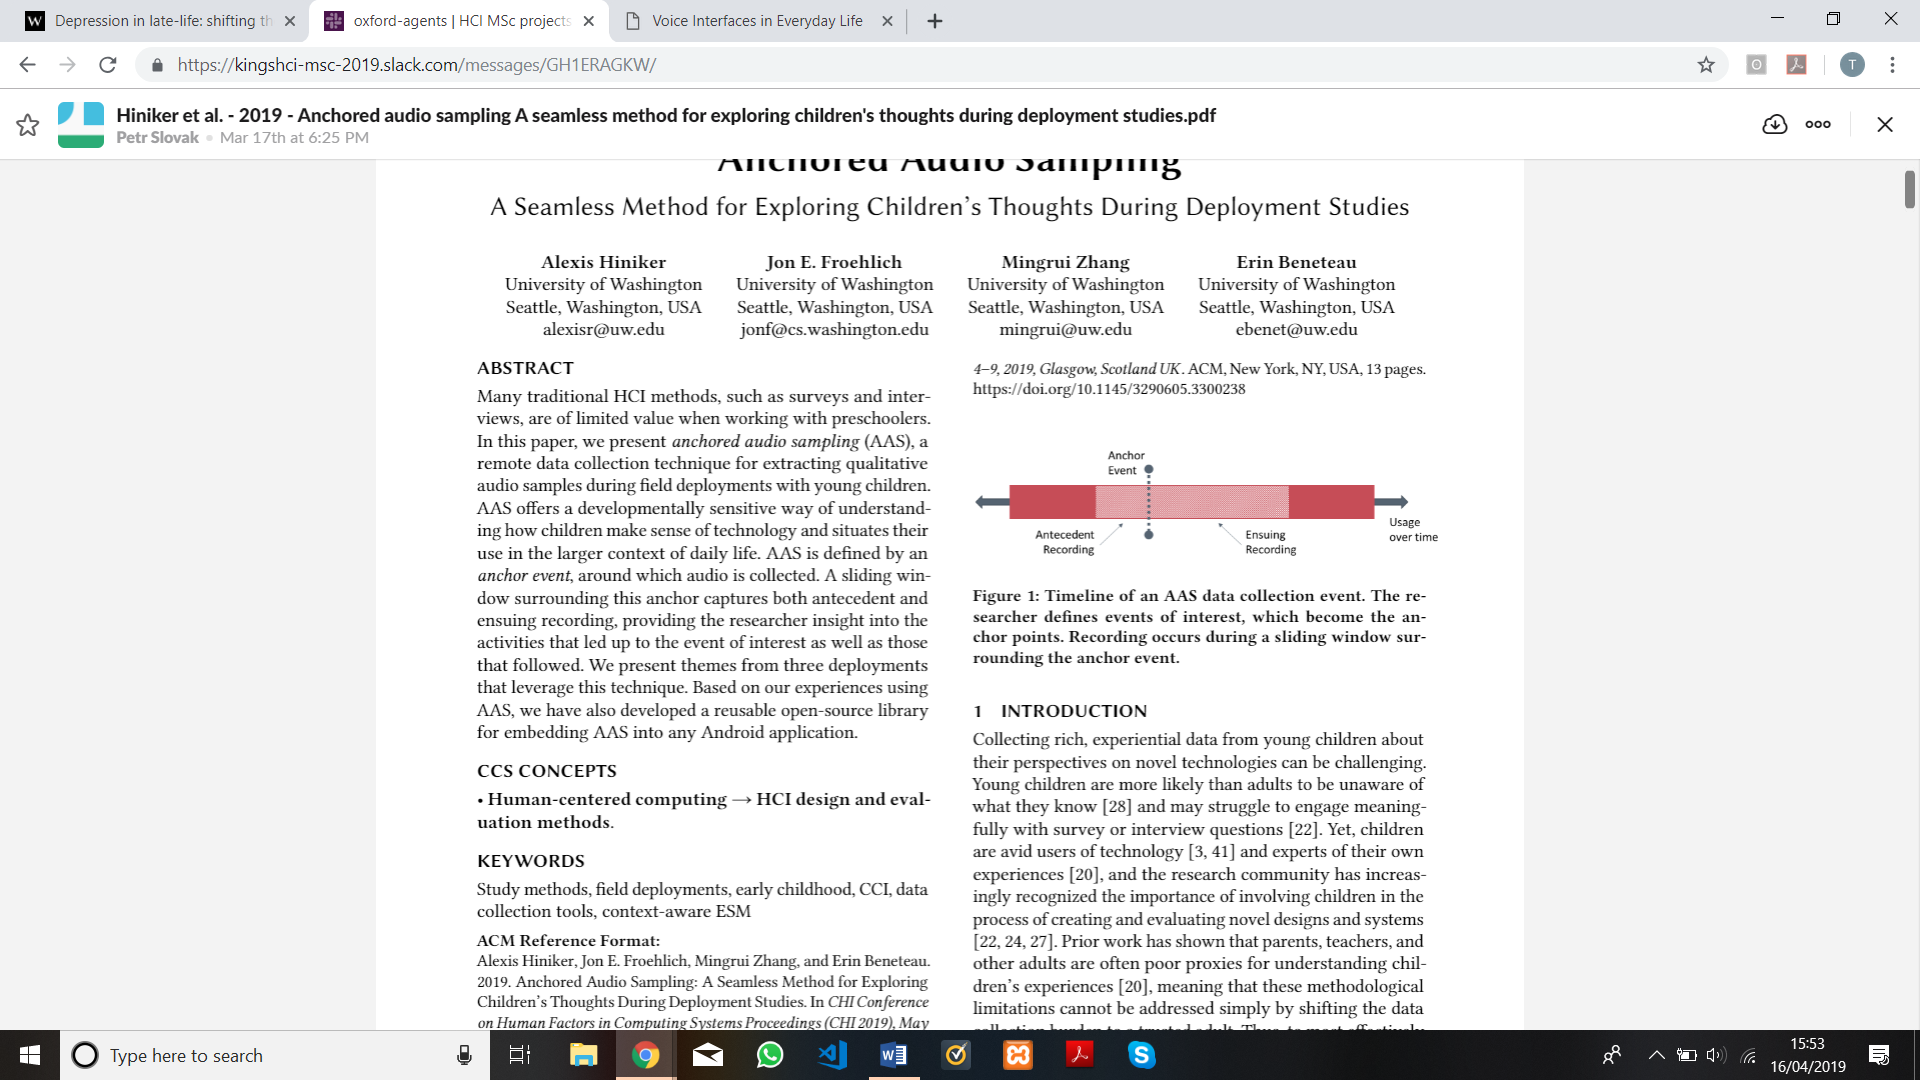 Depression in late-life: shifting th
oxford-agents | HCI MSc projects
Voice Interfaces in Everyday Life
https://kingshci-msc-2019.slack.com/messages/GH1ERAGKW/
T
Hiniker et al. - 2019 - Anchored audio sampling A seamless method for exploring children's thoughts during deployment studies.pdf
Petr Slovak • Mar 17th at 6:25 PM
Anchored Audio Sampling
A Seamless Method for Exploring Children's Thoughts During Deployment Studies
Alexis Hiniker
University of Washington
Seattle, Washington, USA
alexisr@uw.edu
Jon E. Froehlich
University of Washington
Seattle, Washington, USA
jonf@cs.washington.edu
Mingrui Zhang
University of Washington
Seattle, Washington, USA
mingrui@uw.edu
Erin Beneteau
University of Washington
Seattle, Washington, USA
ebenet@uw.edu
ABSTRACT
Many traditional HCI methods, such as surveys and inter-
views, are of limited value when working with preschoolers.
In this paper, we present anchored audio sampling (AAS), a
remote data collection technique for extracting qualitative
audio samples during field deployments with young children.
AAS offers a developmentally sensitive way of understand-
ing how children make sense of technology and situates their
use in the larger context of daily life. AAS is defined by an
anchor event, around which audio is collected. A sliding win-
dow surrounding this anchor captures both antecedent and
ensuing recording, providing the researcher insight into the
activities that led up to the event of interest as well as those
that followed. We present themes from three deployments
that leverage this technique. Based on our experiences using
AAS, we have also developed a reusable open-source library
for embedding AAS into any Android application.
CCS CONCEPTS
• Human-centered computing → HCI design and eval-
uation methods.
KEYWORDS
Study methods, field deployments, early childhood, CCI, data
collection tools, context-aware ESM
ACM Reference Format:
Alexis Hiniker, Jon E. Froehlich, Mingrui Zhang, and Erin Beneteau.
2019. Anchored Audio Sampling: A Seamless Method for Exploring
Children's Thoughts During Deployment Studies. In CHI Conference
on Human Factors in Computing Systems Proceedings (CHI 2019), May
4–9, 2019, Glasgow, Scotland UK. ACM, New York, NY, USA, 13 pages.
https://doi.org/10.1145/3290605.3300238
Anchor
Event
Antecedent
Recording
Ensuing
Recording
Usage
over time
Figure 1: Timeline of an AAS data collection event. The re-
searcher defines events of interest, which become the an-
chor points. Recording occurs during a sliding window sur-
rounding the anchor event.
1 INTRODUCTION
Collecting rich, experiential data from young children about
their perspectives on novel technologies can be challenging.
Young children are more likely than adults to be unaware of
what they know [28] and may struggle to engage meaning-
fully with survey or interview questions [22]. Yet, children
are avid users of technology [3, 41] and experts of their own
experiences [20], and the research community has increas-
ingly recognized the importance of involving children in the
process of creating and evaluating novel designs and systems
[22, 24, 27]. Prior work has shown that parents, teachers, and
other adults are often poor proxies for understanding chil-
dren's experiences [20], meaning that these methodological
limitations cannot be addressed simply by shifting the data
collection burden to a trusted adult. Thus, to most effectively
Type here to search
15:53
16/04/2019